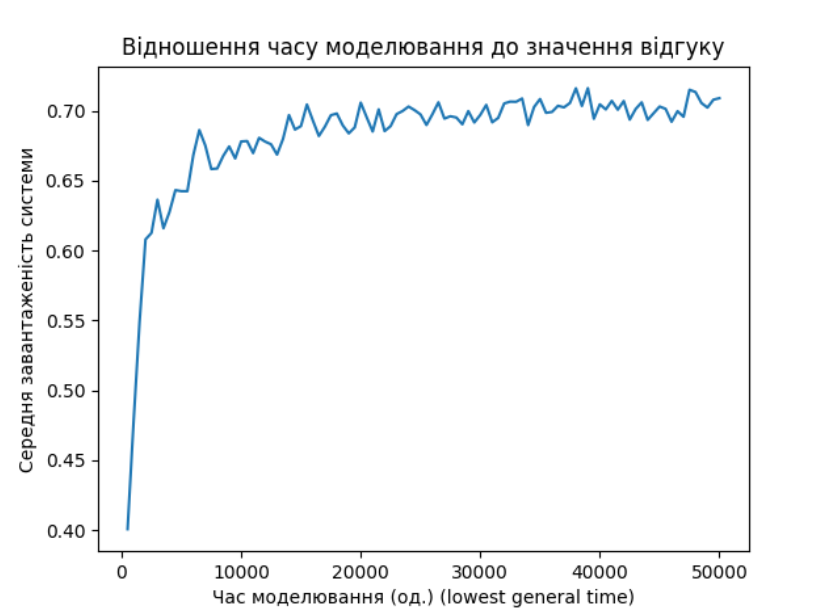 Відношення часу моделювання до значення відгуку
0.70
0.65
0.60
0.55
0.50
0.45
0.40
Середня завантаженість системи
0 10000 20000 30000 40000 50000
Час моделювання (од.) (lowest general time)